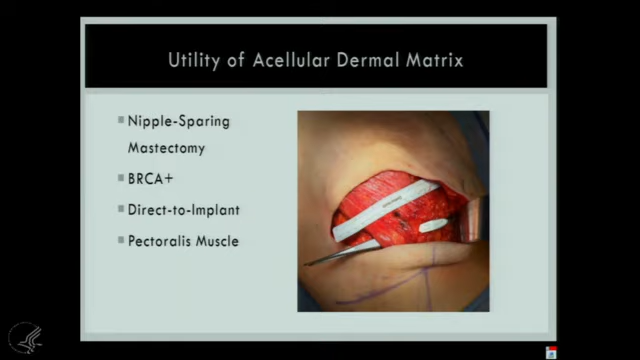 Utility of Acellular Dermal Matrix
Nipple-Sparing
Mastectomy
BRCA+
Direct-to-Implant
Pectoralis Muscle